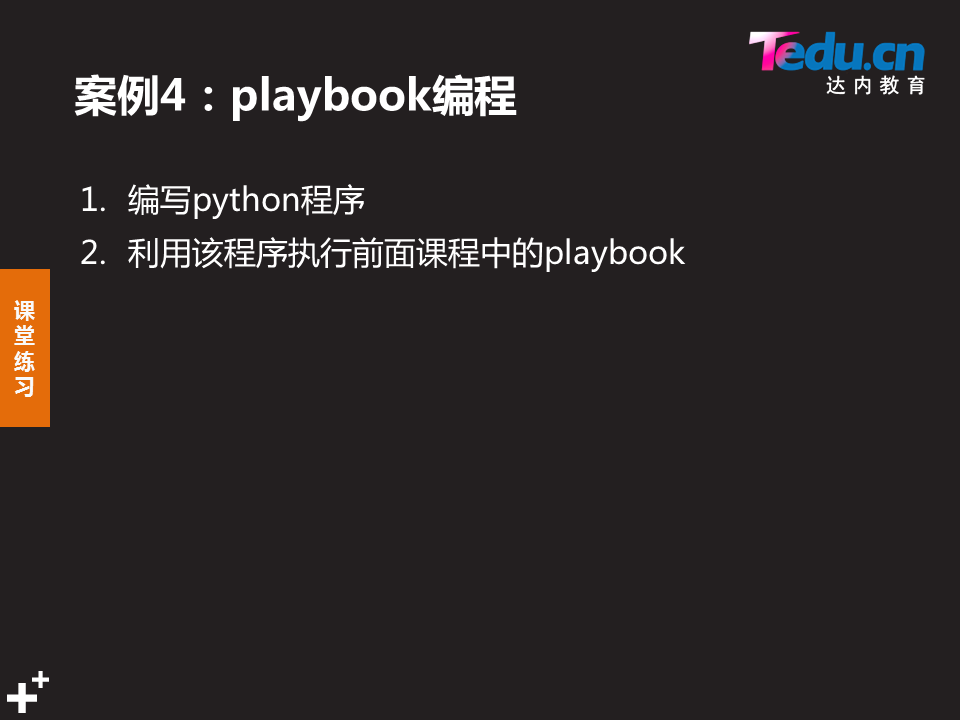 Tedu.cn
达内教育
案例4：playbook编程
1. 编写python程序
2. 利用该程序执行前面课程中的playbook
课
堂
练
习